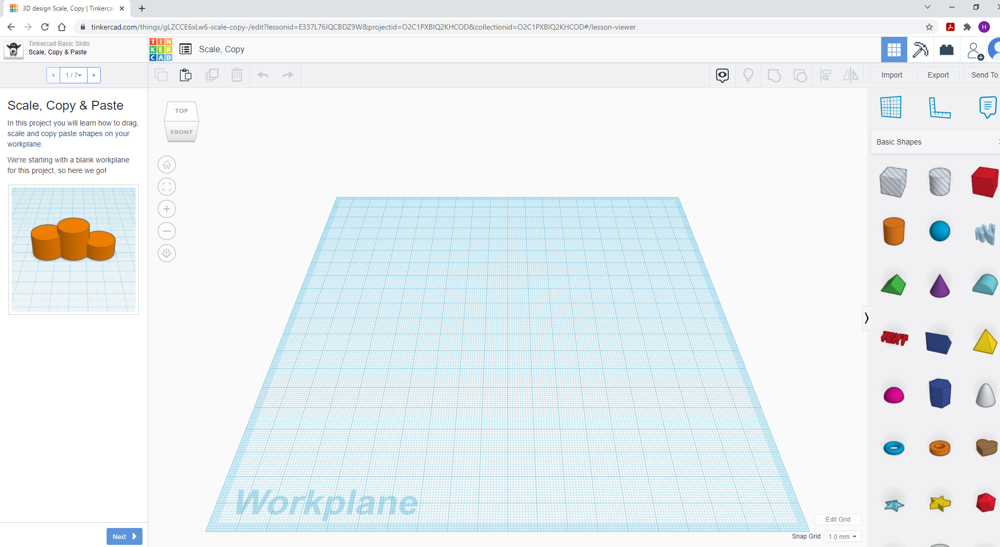 3D design Scale, Copy | Tinkercad
tinkercad.com/things/gLZCCE6xLw6-scale-copy-/edit?lessonid=E337L76IQCBDZ9W&projectid=O2C1PXBIQ2KHCOD&collectionid=O2C1PXBIQ2KHCOD#/lesson-viewer
H
Tinkercad Basic Skills
Scale, Copy & Paste
TIN
KER
CAD
Scale, Copy
1 / 7
Import
Export
Send To
Scale, Copy & Paste
In this project you will learn how to drag,
scale and copy paste shapes on your
workplane.
We're starting with a blank workplane
for this project, so here we go!
TOP
FRONT
Basic Shapes
TEXT
Workplane
Edit Grid
Snap Grid
1.0 mm
Next